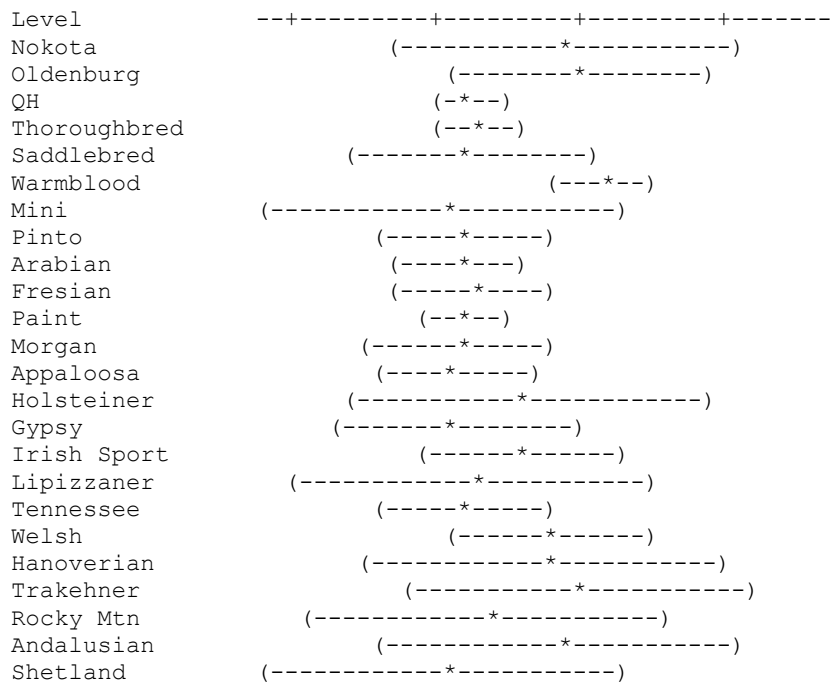 Level            --+---------+---------+---------+-------
Nokota                    (-----------*-----------)
Oldenburg                     (--------*--------)
QH                           (-*--)
Thoroughbred                 (--*--)
Saddlebred             (-------*--------)
Warmblood                            (---*--)
Mini             (------------*-----------)
Pinto                    (-----*-----)
Arabian                   (----*---)
Fresian                   (-----*----)
Paint                       (--*--)
Morgan                  (------*-----)
Appaloosa                (----*-----)
Holsteiner             (-----------*------------)
Gypsy                 (-------*--------)
Irish Sport                 (------*------)
Lipizzaner         (------------*-----------)
Tennessee                (-----*-----)
Welsh                         (------*------)
Hanoverian              (------------*-----------)
Trakehner                  (-----------*-----------)
Rocky Mtn           (------------*-----------)
Andalusian               (------------*-----------)
Shetland         (------------*-----------)